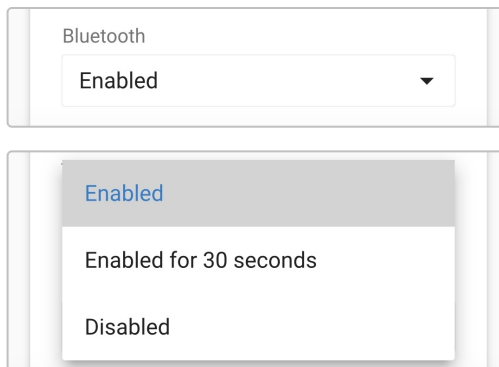 Bluetooth
Enabled
Enabled
Enabled for 30 seconds
Disabled